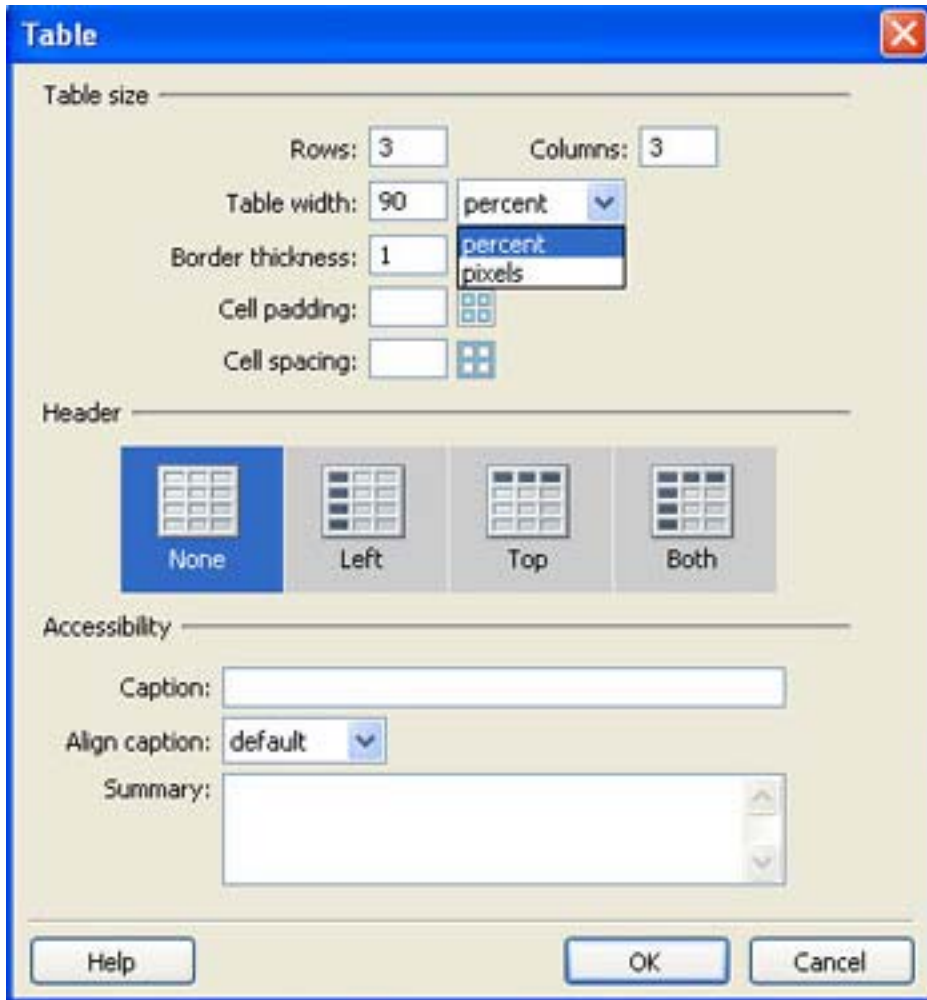 Table
Table size
Rows: 3 Columns: 3
Table width: 90 percent
percent
Border thickness: 1
pixels
Cell padding:
Cell spacing:
Header
None Left Top Both
Accessibility
Caption:
Align caption: default
Summary:
Help OK Cancel